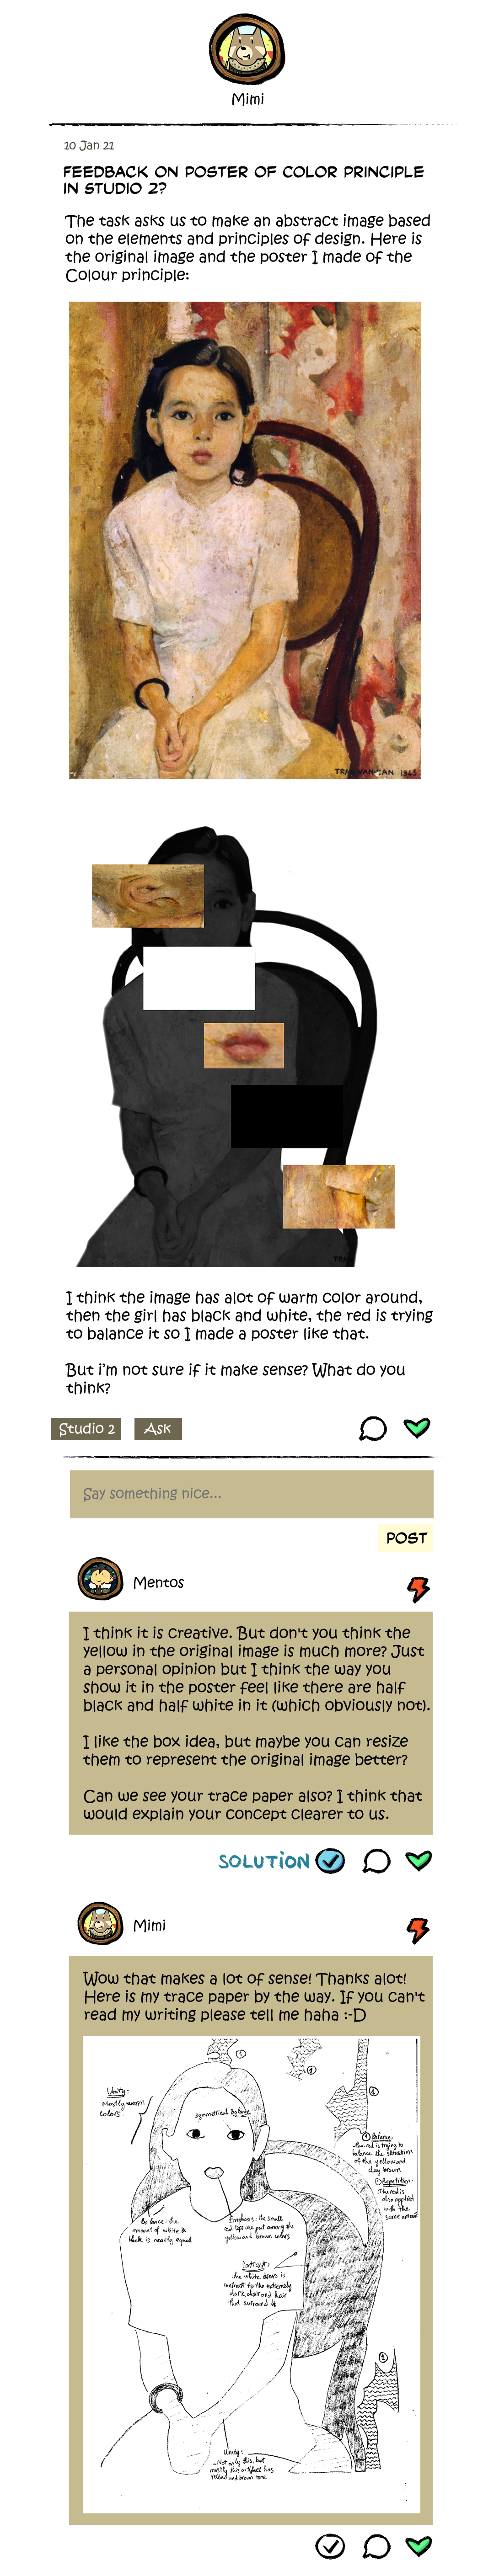 Mimi
10 Jan 21
FEEDBACK ON POSTER OF COLOR PRINCIPLE
IN STUDIO 2?
The task asks us to make an abstract image based
on the elements and principles of design. Here is
the original image and the poster I made of the
Colour principle:
TRAN VAN CAN 1963
I think the image has alot of warm color around,
then the girl has black and white, the red is trying
to balance it so I made a poster like that.
But i'm not sure if it make sense? What do you
think?
Studio 2
Ask
Say something nice...
POST
Mentos
I think it is creative. But don't you think the
yellow in the original image is much more? Just
a personal opinion but I think the way you
show it in the poster feel like there are half
black and half white in it (which obviously not).
I like the box idea, but maybe you can resize
them to represent the original image better?
Can we see your trace paper also? I think that
would explain your concept clearer to us.
SOLUTION
Mimi
Wow that makes a lot of sense! Thanks alot!
Here is my trace paper by the way. If you can't
read my writing please tell me haha :-D
Unity:
Mostly warm
colors.
symmetrical balance
Balance:
the red is trying to
balance the
of the yellow and
brown
Repetition:
The red is
also applied
with the
same
Balance: the
amount of white &
black is nearly equal
Emphasis: the small
red lips are put among the
yellow and brown colors
Contrast:
the white dress is
contrast to the extremely
dark chair and hair
that surround it
Unity:
Not only this, but
mostly this artifact has
red and brown tone